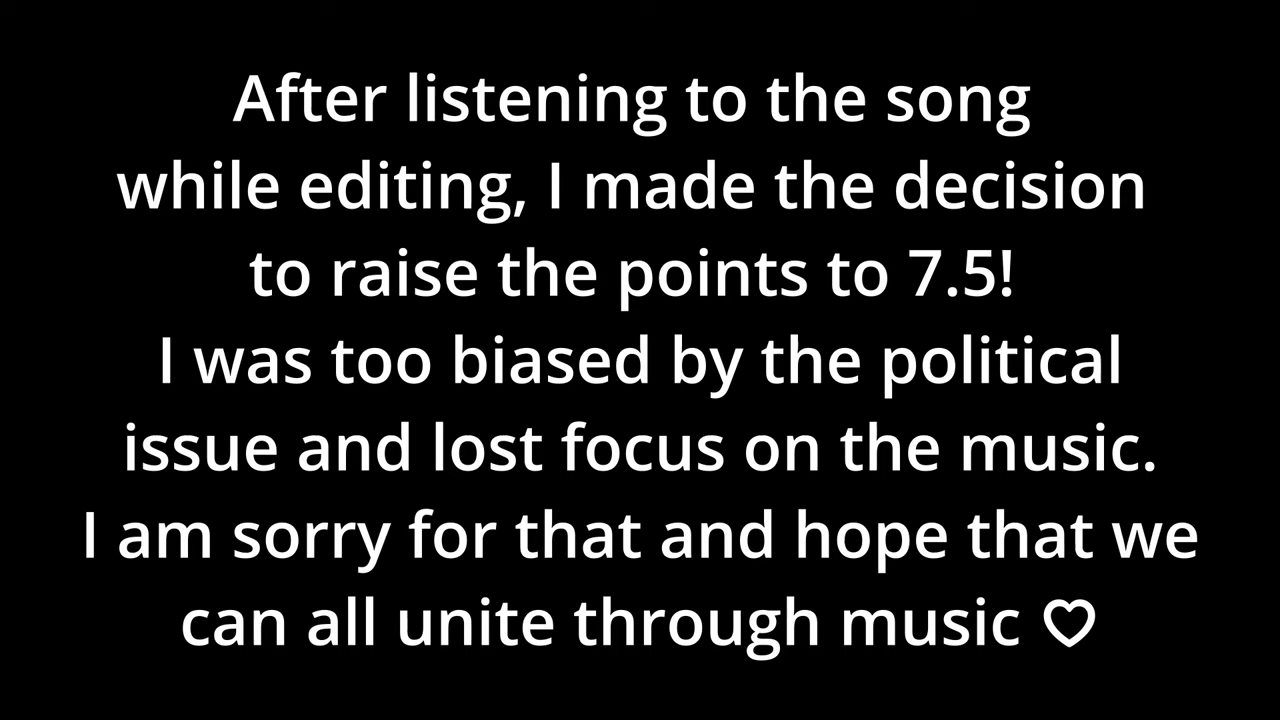 After listening to the song
while editing, I made the decision
to raise the points to 7.5!
I was too biased by the political
issue and lost focus on the music.
I am sorry for that and hope that we
can all unite through music ♡